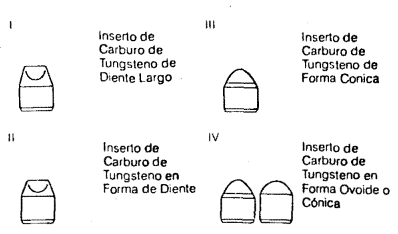 I
Inserto de
Carburo de
Tungsteno de
Diente Largo
II
Inserto de
Carburo de
Tungsteno en
Forma de Diente
III
Inserto de
Carburo de
Tungsteno de
Forma Conica
IV
Inserto de
Carburo de
Tungsteno en
Forma Ovoide o
Cónica